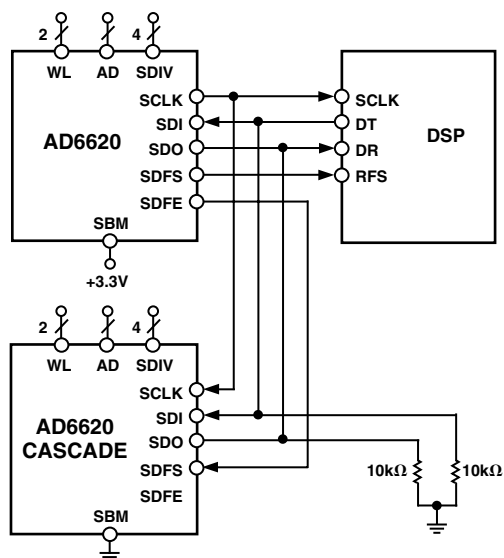 2
4
WL AD SDIV
AD6620
SCLK
SDI
SDO
SDFS
SDFE
SBM
+3.3V
SCLK
DT
DR
RFS
DSP
2
4
WL AD SDIV
AD6620
CASCADE
SCLK
SDI
SDO
SDFS
SDFE
SBM
10kΩ
10kΩ